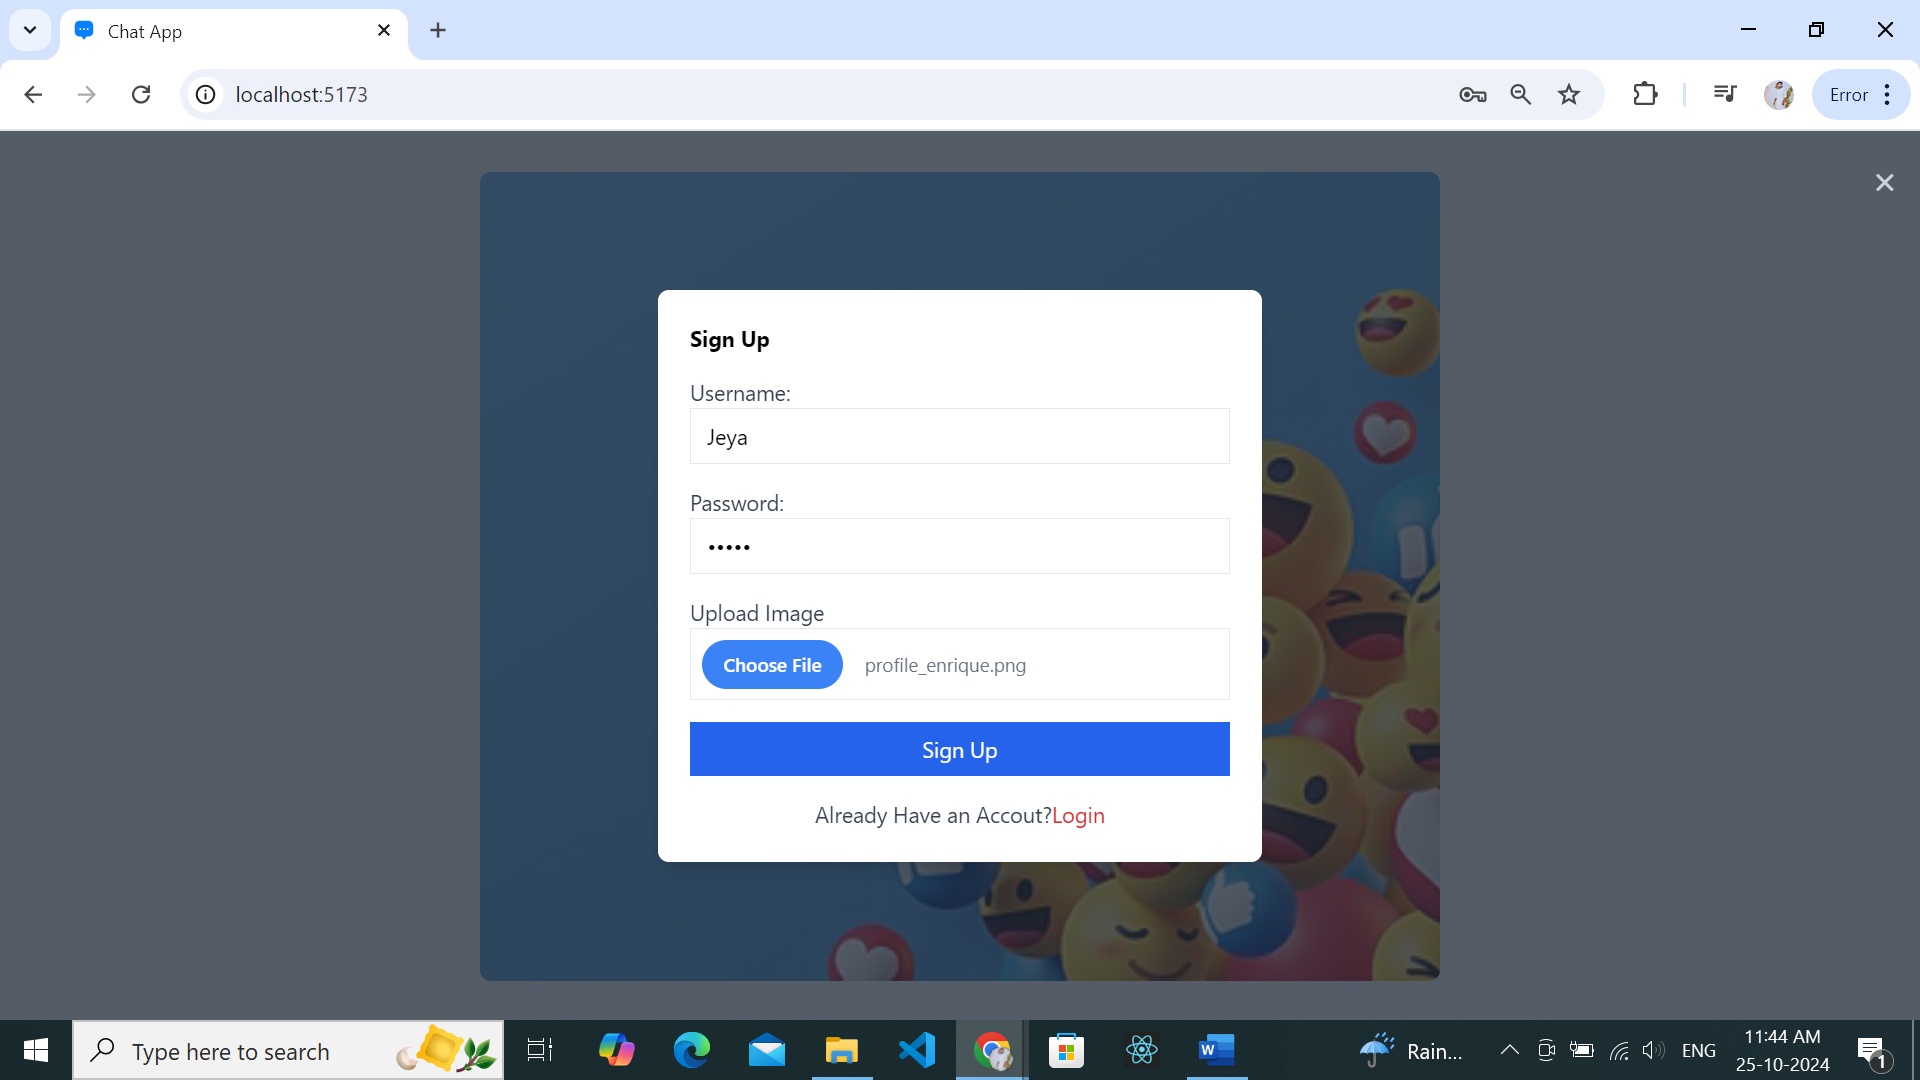 Chat App
localhost:5173
Error
Sign Up
Username:
Jeya
Password:
•••••
Upload Image
Choose File profile_enrique.png
Sign Up
Already Have an Accout?Login
Type here to search
W
Rain...
ENG
11:44 AM
25-10-2024
1